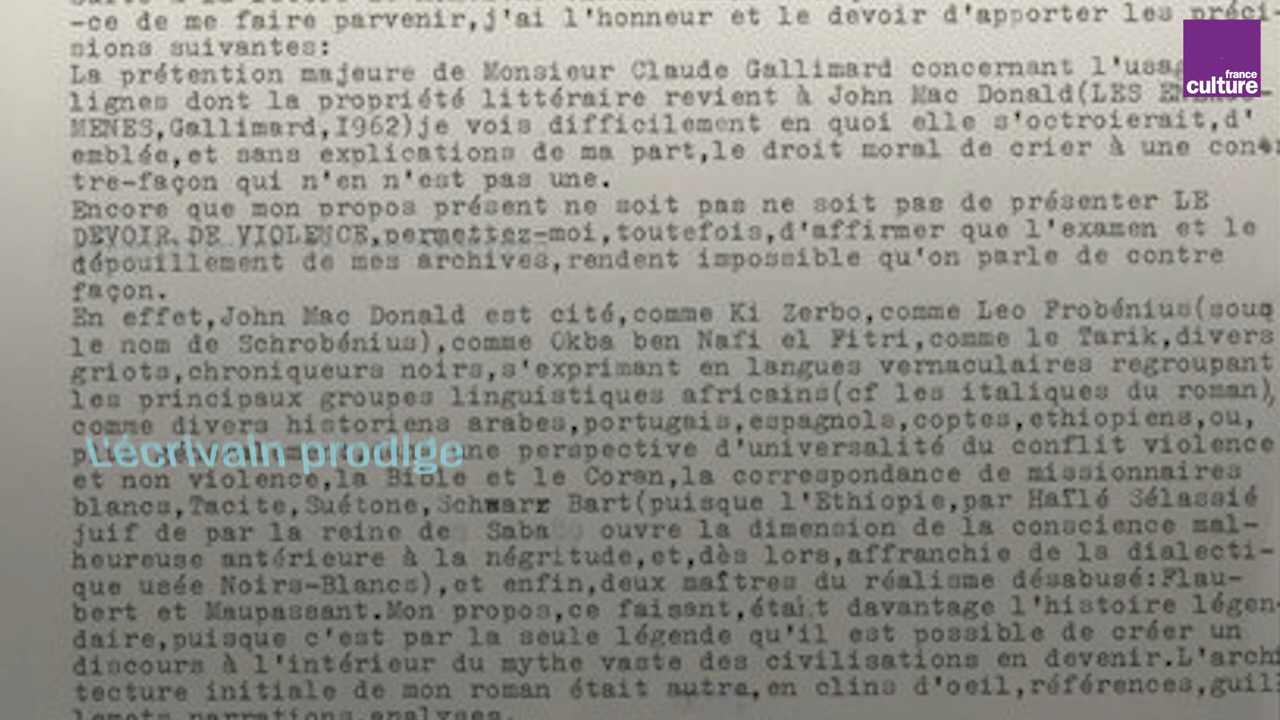 -ce de me faire parvenir,j'ai l'honneur et le devoir d'apporter les préci-
sions suivantes:
La prétention majeure de Monsieur Claude Gallimard concernant
lignes dont la propriété littéraire revient à John Mac Donald(LES
MENES,Gallimard,1962)je vois difficilement en quoi elle s'octroierait,d'
emblée,et sans explications de ma part,le droit moral de crier à une con
tre-façon qui n'en n'est pas une.
Encore que mon propos présent ne soit pas ne soit pas de présenter LE
DEVOIR DE VIOLENCE,permettez-moi,toutefois,d'affirmer que l'examen et le
dépouillement de mes archives,rendent impossible qu'on parle de contre
façon.
En effet,John Mac Donald est cité,comme Ki Zerbo,comme Leo Frobénius(sous
le nom de Schrobénius),comme Okba ben Nafi el Fitri,comme le Tarik,divers
griots,chroniqueurs noirs,s'exprimant en langues vernaculaires regroupant
les principaux groupes linguistiques africains(cf les italiques du roman),
comme divers historiens arabes,portugais,espagnols,coptes,ethiopiens,ou,
perspective d'universalité du conflit violence
et non violence,la Bible et le Coran,la correspondance de missionnaires
blancs,Tacite,Suétone,Schwarz Bart(puisque l'Ethiopie,par Haïlé Sélassié
juif de par la reine de Saba ouvre la dimension de la conscience mal-
heureuse antérieure à la négritude,et,dès lors,affranchie de la dialecti-
que usée Noirs-Blancs),et enfin,deux maîtres du réalisme désabusé:Flau-
bert et Maupassant.Mon propos,ce faisant,était davantage l'histoire légen-
daire,puisque c'est par la seule légende qu'il est possible de créer un
discours à l'intérieur du mythe vaste des civilisations en devenir.L'archi
tecture initiale de mon roman était autre,en clins d'oeil,références,guil
lemets narrations,analyses.
L'écrivain prodige
france
culture